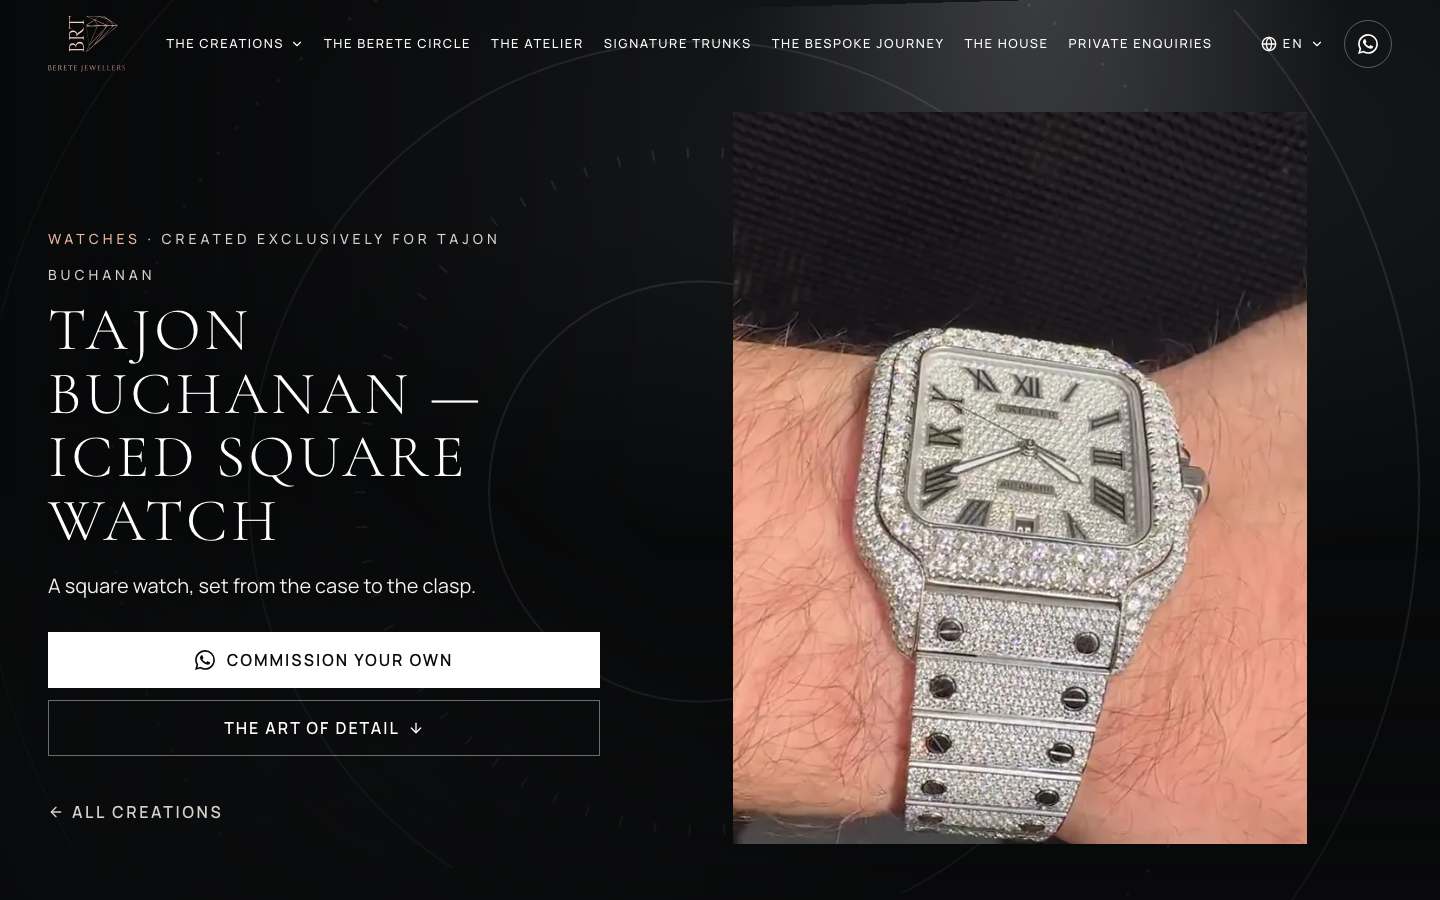 BRT
BERETE JEWELLERS
THE CREATIONS
THE BERETE CIRCLE
THE ATELIER
SIGNATURE TRUNKS
THE BESPOKE JOURNEY
THE HOUSE
PRIVATE ENQUIRIES
EN
WATCHES · CREATED EXCLUSIVELY FOR TAJON
BUCHANAN
TAJON
BUCHANAN —
ICED SQUARE
WATCH
A square watch, set from the case to the clasp.
COMMISSION YOUR OWN
THE ART OF DETAIL ↓
← ALL CREATIONS
XII